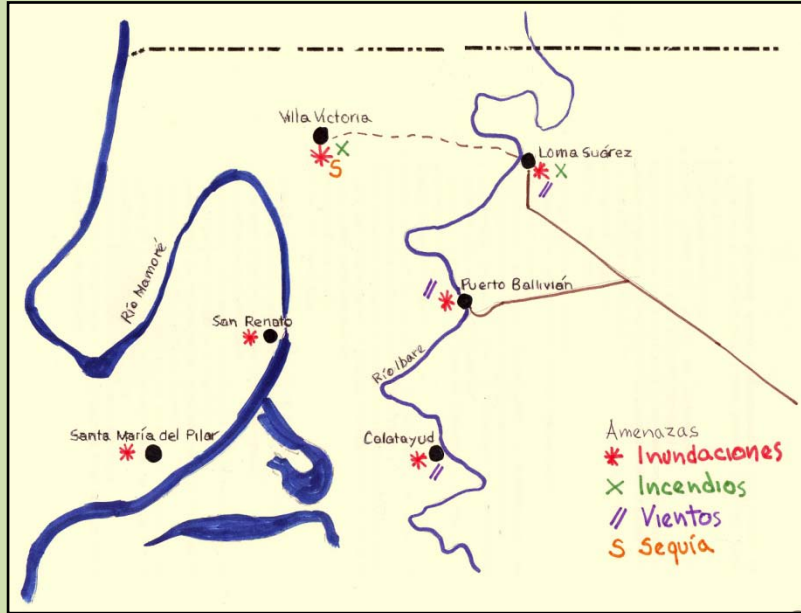 Villa Victoria
S
Loma Suárez
Río Mamoré
Puerto Ballivián
San Renato
Río Ibare
Santa María del Pilar
Calatayud
Amenazas
Inundaciones
Incendios
Vientos
S Sequía